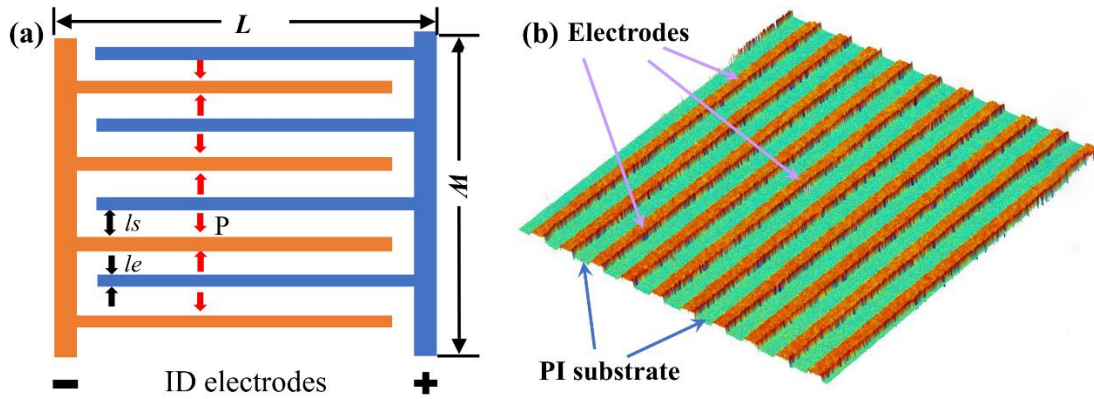 (a)
L
W
ls
P
le
− ID electrodes +
(b)
Electrodes
PI substrate